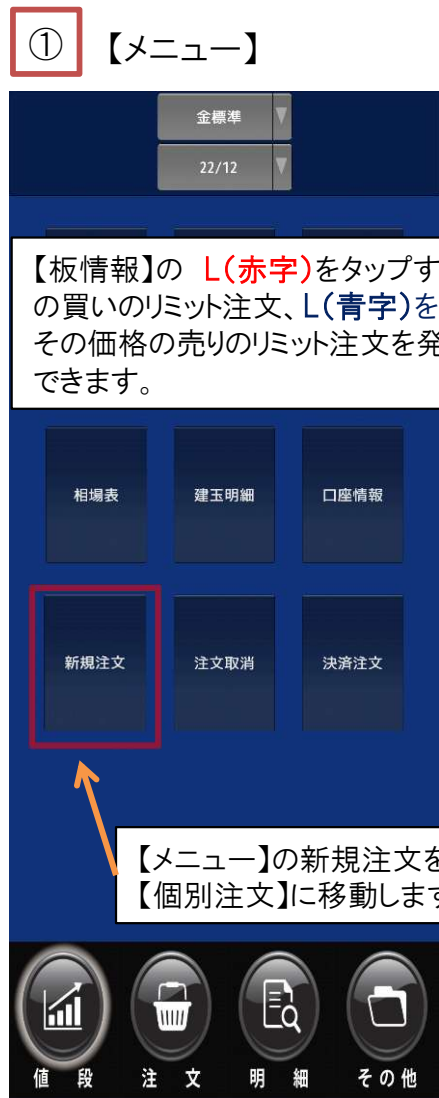 ① 【メニュー】
金標準
22/12
【板情報】の L(赤字)をタップす
の買いのリミット注文、L(青字)を
その価格の売りのリミット注文を発
できます。
相場表 建玉明細 口座情報
新規注文 注文取消 決済注文
【メニュー】の新規注文を
【個別注文】に移動します
値段 注文 明細 その他